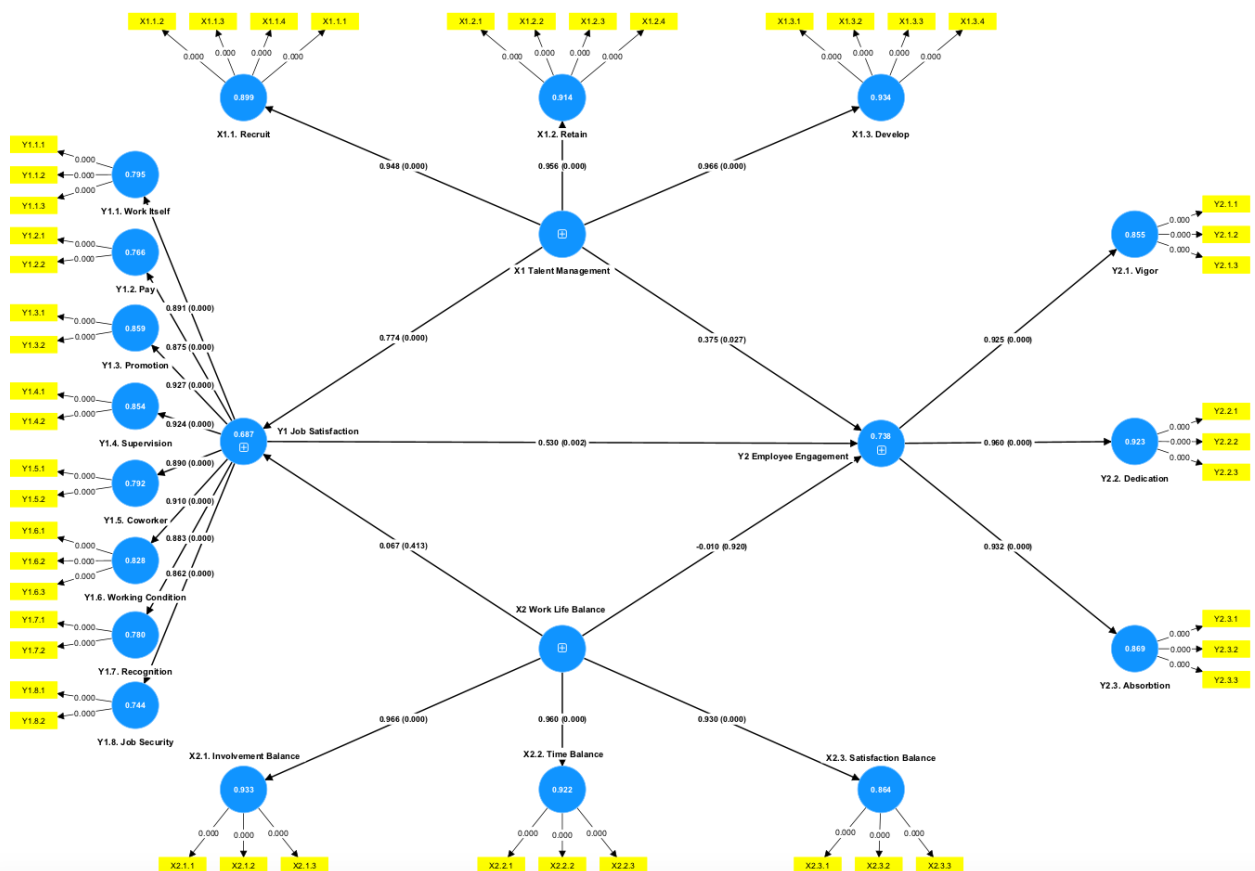 X1.1.2 X1.1.3 X1.1.4 X1.1.1 X1.2.1 X1.2.2 X1.2.3 X1.2.4 X1.3.1 X1.3.2 X1.3.3 X1.3.4
0.000 0.000 0.000 0.000 0.000 0.000 0.000 0.000 0.000 0.000 0.000 0.000
0.899 0.914 0.934
X1.1. Recruit X1.2. Retain X1.3. Develop
0.948 (0.000) 0.956 (0.000) 0.966 (0.000)
Y1.1.1
0.000
Y1.1.2 0.000 0.795
0.000
Y1.1.3
Y1.1. Work Itself
Y1.2.1
0.000
0.766
0.000
Y1.2.2
Y1.2. Pay
X1 Talent Management
Y2.1.1
0.000
0.855 0.000 Y2.1.2
0.000
Y2.1.3
Y2.1. Vigor
0.891 (0.000)
Y1.3.1
0.000
0.859
0.000
Y1.3.2
0.875 (0.000)
Y1.3. Promotion
0.927 (0.000)
0.774 (0.000) 0.375 (0.027) 0.925 (0.000)
Y1.4.1
0.000
0.854
0.000
Y1.4.2
0.924 (0.000)
Y1.4. Supervision
0.687 Y1 Job Satisfaction
0.530 (0.002)
0.738
Y2 Employee Engagement
0.960 (0.000)
Y2.2.1
0.000
0.923 0.000 Y2.2.2
0.000
Y2.2.3
Y2.2. Dedication
0.890 (0.000)
Y1.5.1
0.000
0.792
0.000
Y1.5.2
0.910 (0.000)
Y1.5. Coworker
0.883 (0.000)
Y1.6.1
0.000
Y1.6.2 0.000 0.828
0.000
Y1.6.3
0.862 (0.000)
Y1.6. Working Condition
0.067 (0.413) -0.010 (0.920) 0.932 (0.000)
Y1.7.1
0.000
0.780
0.000
Y1.7.2
Y1.7. Recognition
X2 Work Life Balance
Y2.3.1
0.000
0.869 0.000 Y2.3.2
0.000
Y2.3.3
Y2.3. Absorbtion
Y1.8.1
0.000
0.744
0.000
Y1.8.2
Y1.8. Job Security
0.966 (0.000) 0.960 (0.000) 0.930 (0.000)
X2.1. Involvement Balance X2.2. Time Balance X2.3. Satisfaction Balance
0.933 0.922 0.864
0.000 0.000 0.000 0.000 0.000 0.000 0.000 0.000 0.000
X2.1.1 X2.1.2 X2.1.3 X2.2.1 X2.2.2 X2.2.3 X2.3.1 X2.3.2 X2.3.3